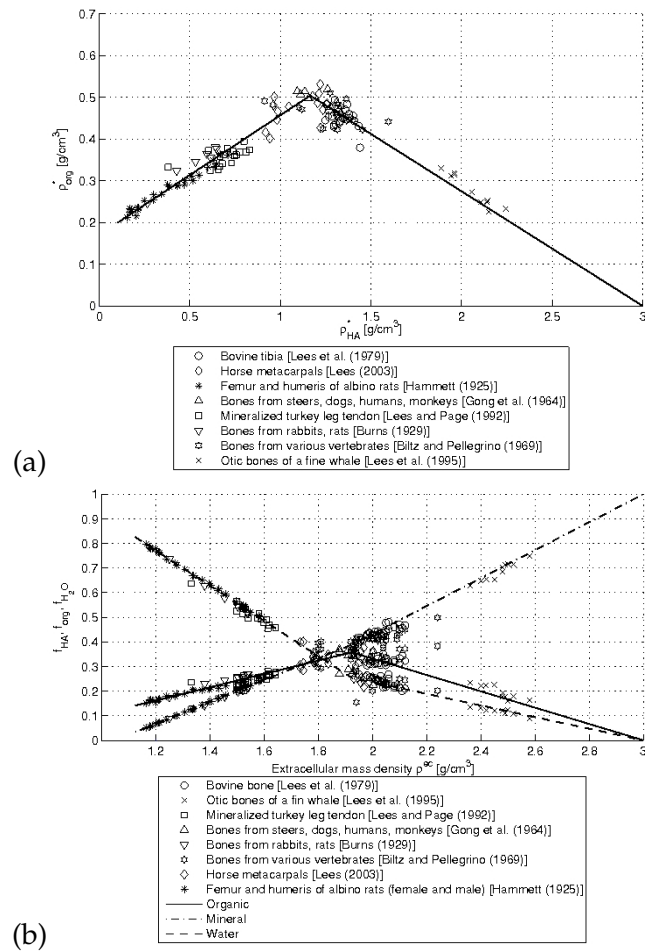 0.7
0.6
0.5
0.4
0.3
0.2
0.1
0
ρ*org [g/cm³]
0 0.5 1 1.5 2 2.5 3
ρ*HA [g/cm³]
Bovine tibia [Lees et al. (1979)]
Horse metacarpals [Lees (2003)]
Femur and humeris of albino rats [Hammett (1925)]
Bones from steers, dogs, humans, monkeys [Gong et al. (1964)]
Mineralized turkey leg tendon [Lees and Page (1992)]
Bones from rabbits, rats [Burns (1929)]
Bones from various vertebrates [Biltz and Pellegrino (1969)]
Otic bones of a fine whale [Lees et al. (1995)]
(a)
1
0.9
0.8
0.7
0.6
0.5
0.4
0.3
0.2
0.1
0
fHA, forg, fH2O
1.2 1.4 1.6 1.8 2 2.2 2.4 2.6 2.8 3
Extracellular mass density ρec [g/cm³]
Bovine bone [Lees et al. (1979)]
Otic bones of a fin whale [Lees et al. (1995)]
Mineralized turkey leg tendon [Lees and Page (1992)]
Bones from steers, dogs, humans, monkeys [Gong et al. (1964)]
Bones from rabbits, rats [Burns (1929)]
Bones from various vertebrates [Biltz and Pellegrino (1969)]
Horse metacarpals [Lees (2003)]
Femur and humeris of albino rats (female and male) [Hammett (1925)]
Organic
Mineral
Water
(b)